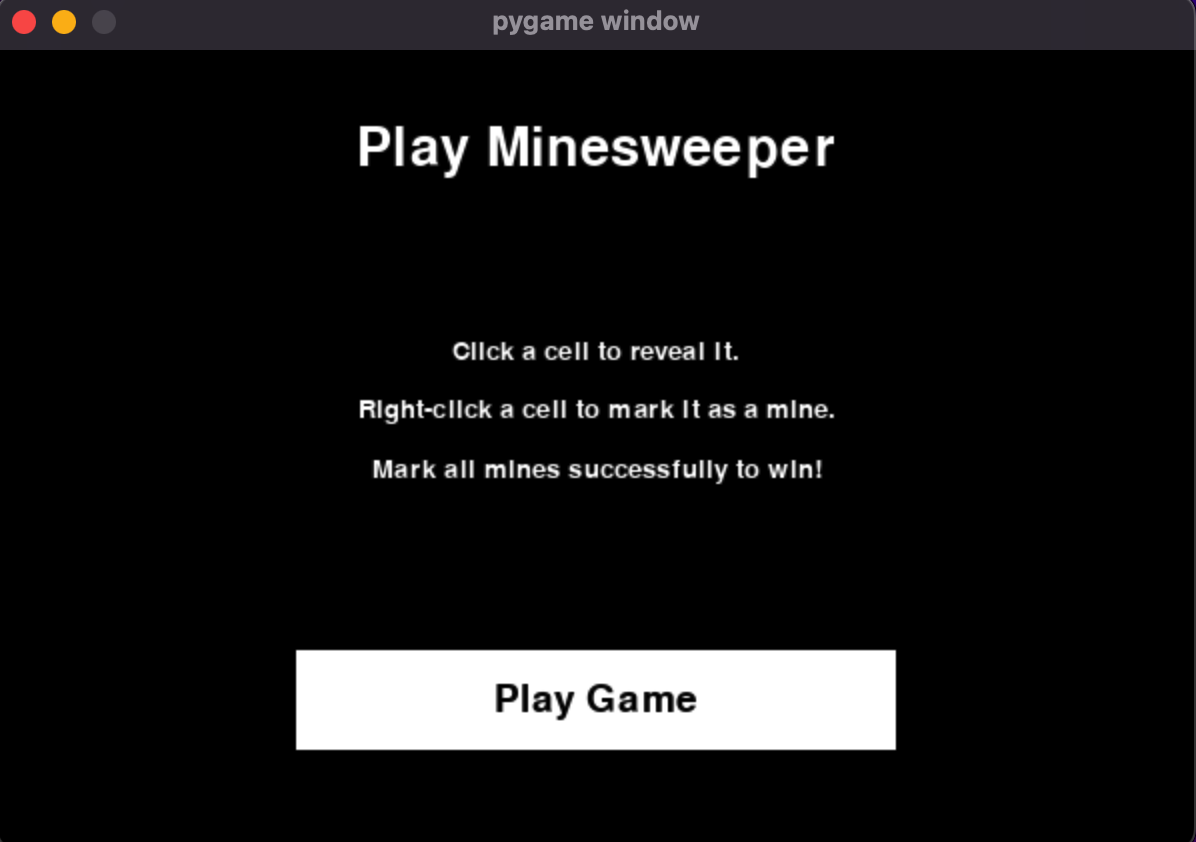 pygame window
Play Minesweeper
Click a cell to reveal it.
Right-click a cell to mark it as a mine.
Mark all mines successfully to win!
Play Game